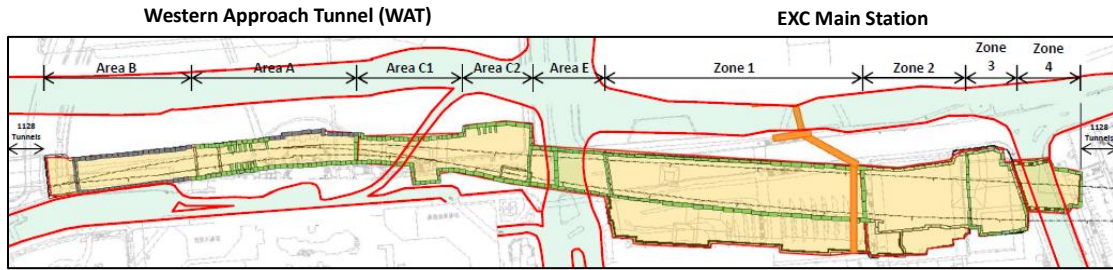 Western Approach Tunnel (WAT)
EXC Main Station
Area B
Area A
Area C1
Area C2
Area E
Zone 1
Zone 2
Zone
3
Zone
4
1128
Tunnels
1128
Tunnels